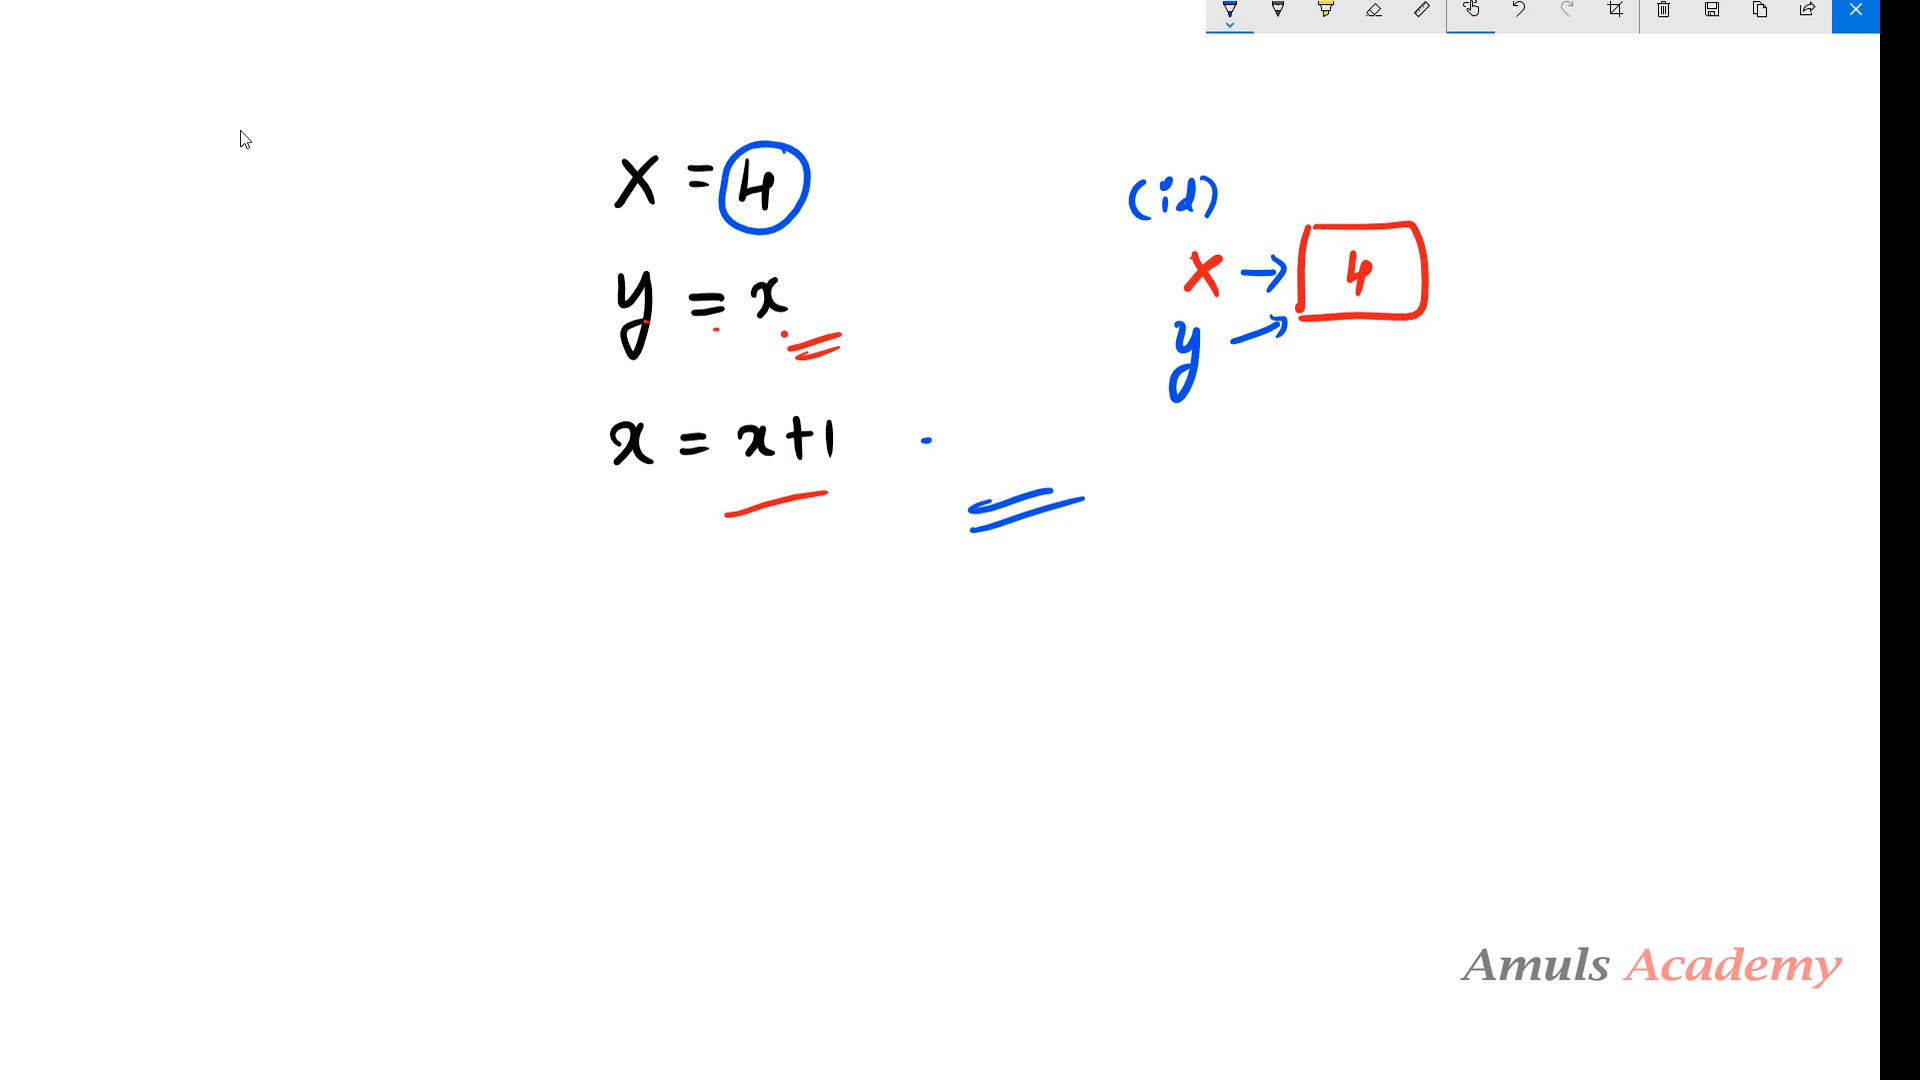 x = 4
y = x
x = x+1
(id)
x → 4
y →
Amuls Academy